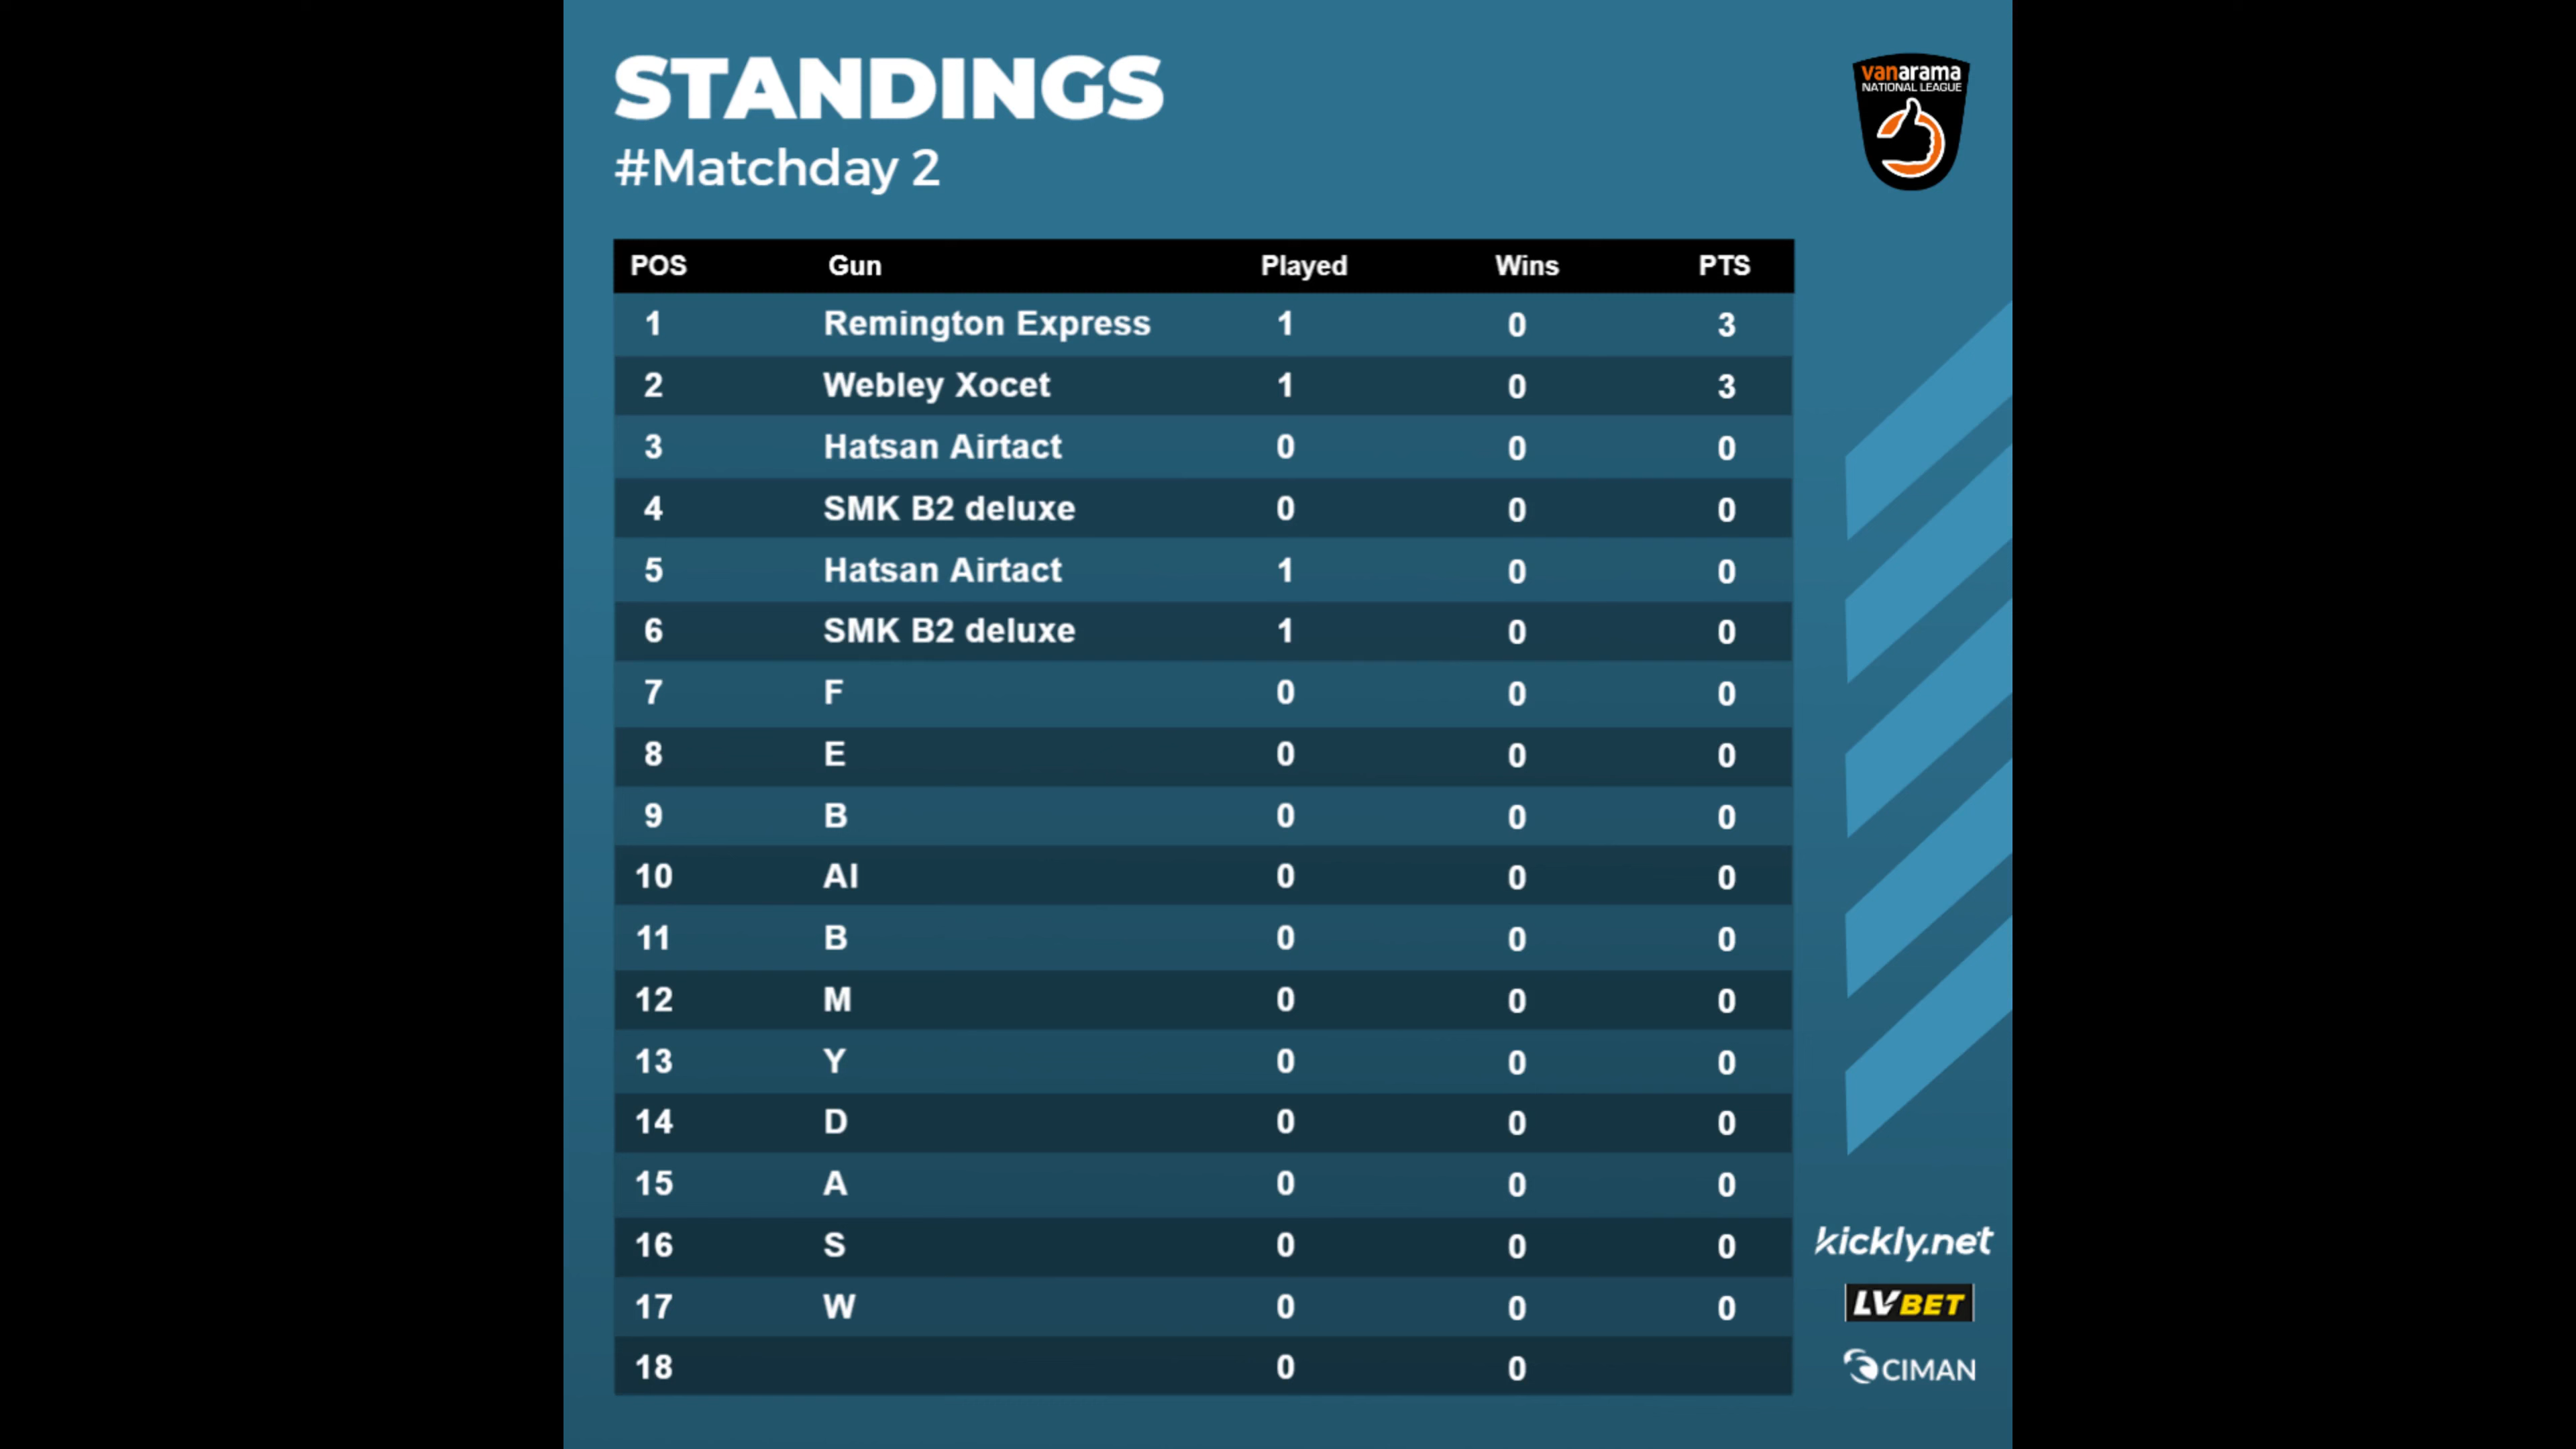 STANDINGS
#Matchday 2
vanarama
NATIONAL LEAGUE
POS Gun Played Wins PTS
1 Remington Express 1 0 3
2 Webley Xocet 1 0 3
3 Hatsan Airtact 0 0 0
4 SMK B2 deluxe 0 0 0
5 Hatsan Airtact 1 0 0
6 SMK B2 deluxe 1 0 0
7 F 0 0 0
8 E 0 0 0
9 B 0 0 0
10 AI 0 0 0
11 B 0 0 0
12 M 0 0 0
13 Y 0 0 0
14 D 0 0 0
15 A 0 0 0
16 S 0 0 0
17 W 0 0 0
18 0 0
kickly.net
LVBET
CIMAN